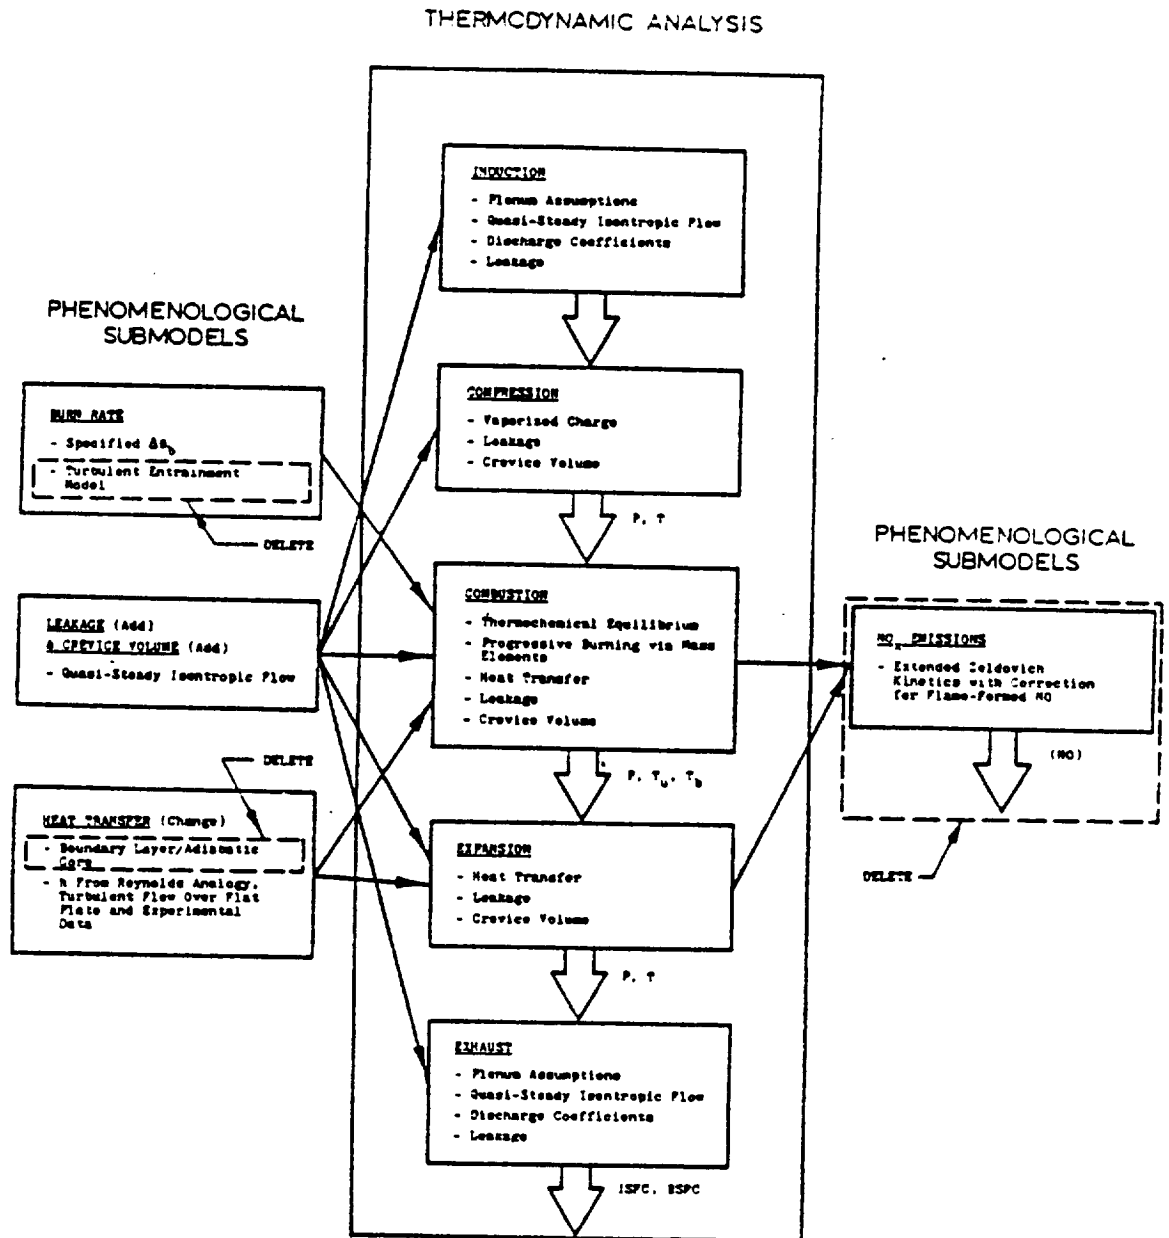 THERMODYNAMIC ANALYSIS
INDUCTION
- Plenum Assumptions
- Quasi-Steady Isentropic Flow
- Discharge Coefficients
- Leakage
PHENOMENOLOGICAL
SUBMODELS
COMPRESSION
- Vaporized Charge
- Leakage
- Crevice Volume
BURN RATE
- Specified Δθb
- Turbulent Entrainment
Model
DELETE
P, T
PHENOMENOLOGICAL
SUBMODELS
COMBUSTION
- Thermochemical Equilibrium
- Progressive Burning via Mass
Elements
- Heat Transfer
- Leakage
- Crevice Volume
LEAKAGE (Add)
& CREVICE VOLUME (Add)
- Quasi-Steady Isentropic Flow
NOx EMISSIONS
- Extended Zeldovich
Kinetics with Correction
for Flame-Formed NO
(NO)
DELETE
DELETE
P, Tu, Tb
HEAT TRANSFER (Change)
- Boundary Layer/Adiabatic
Core
- h From Reynolds Analogy,
Turbulent Flow Over Flat
Plate and Experimental
Data
EXPANSION
- Heat Transfer
- Leakage
- Crevice Volume
P, T
EXHAUST
- Plenum Assumptions
- Quasi-Steady Isentropic Flow
- Discharge Coefficients
- Leakage
ISFC, BSFC